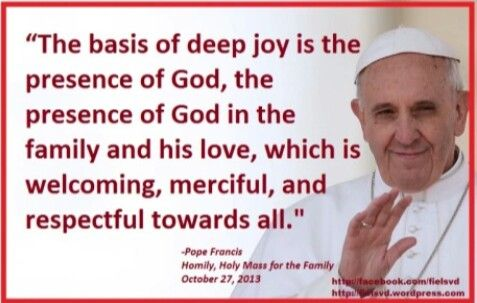 “The basis of deep joy is the
presence of God, the
presence of God in the
family and his love, which is
welcoming, merciful, and
respectful towards all."
-Pope Francis
Homily, Holy Mass for the Family
October 27, 2013
http://facebook.com/fielsvd
http://fielsvd.wordpress.com